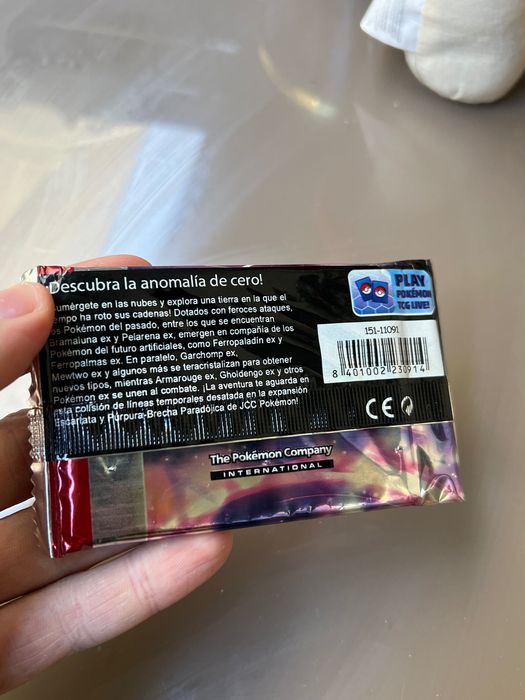 Descubra la anomalía de cero!
umérgete en las nubes y explora una tierra en la que el
empo ha roto sus cadenas! Dotados con feroces ataques,
os Pokémon del pasado, entre los que se encuentran
Bramaluna ex y Pelarena ex, emergen en compañía de los
Pokémon del futuro artificiales, como Ferropaladín ex y
Ferropalmas ex. En paralelo, Garchomp ex,
Mewtwo ex y algunos más se teracristalizan para obtener
nuevos tipos, mientras Armarouge ex, Gholdengo ex y otros
Pokémon ex se unen al combate. ¡La aventura te aguarda en
esta colisión de líneas temporales desatada en la expansión
Escarlata y Púrpura-Brecha Paradójica de JCC Pokémon!
PLAY
POKÉMON
TCG LIVE!
151-11091
8 401002 230914
CE
The Pokémon Company
INTERNATIONAL